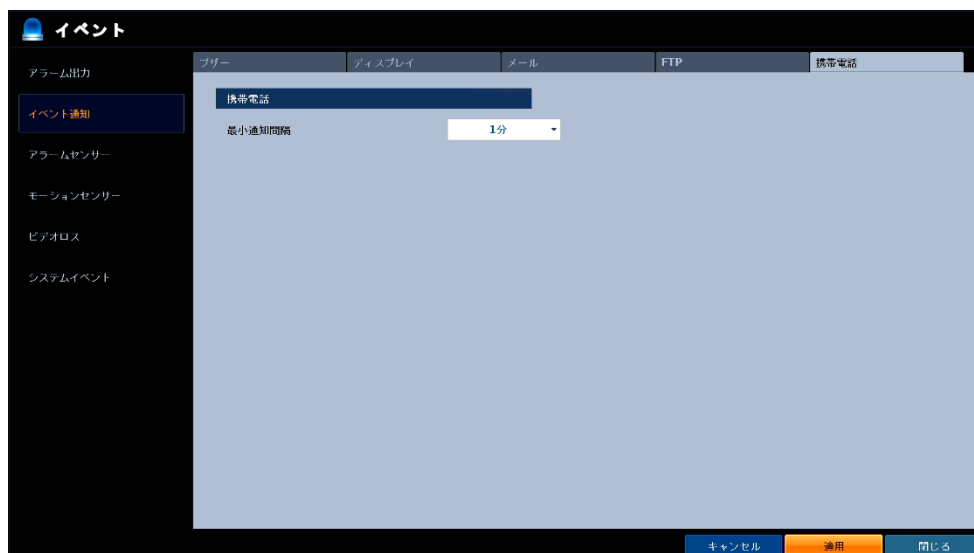 イベント
ブザー ディスプレイ メール FTP 携帯電話
アラーム出力
イベント通知
アラームセンサー
モーションセンサー
ビデオロス
システムイベント
携帯電話
最小通知間隔 1分
キャンセル 適用 閉じる